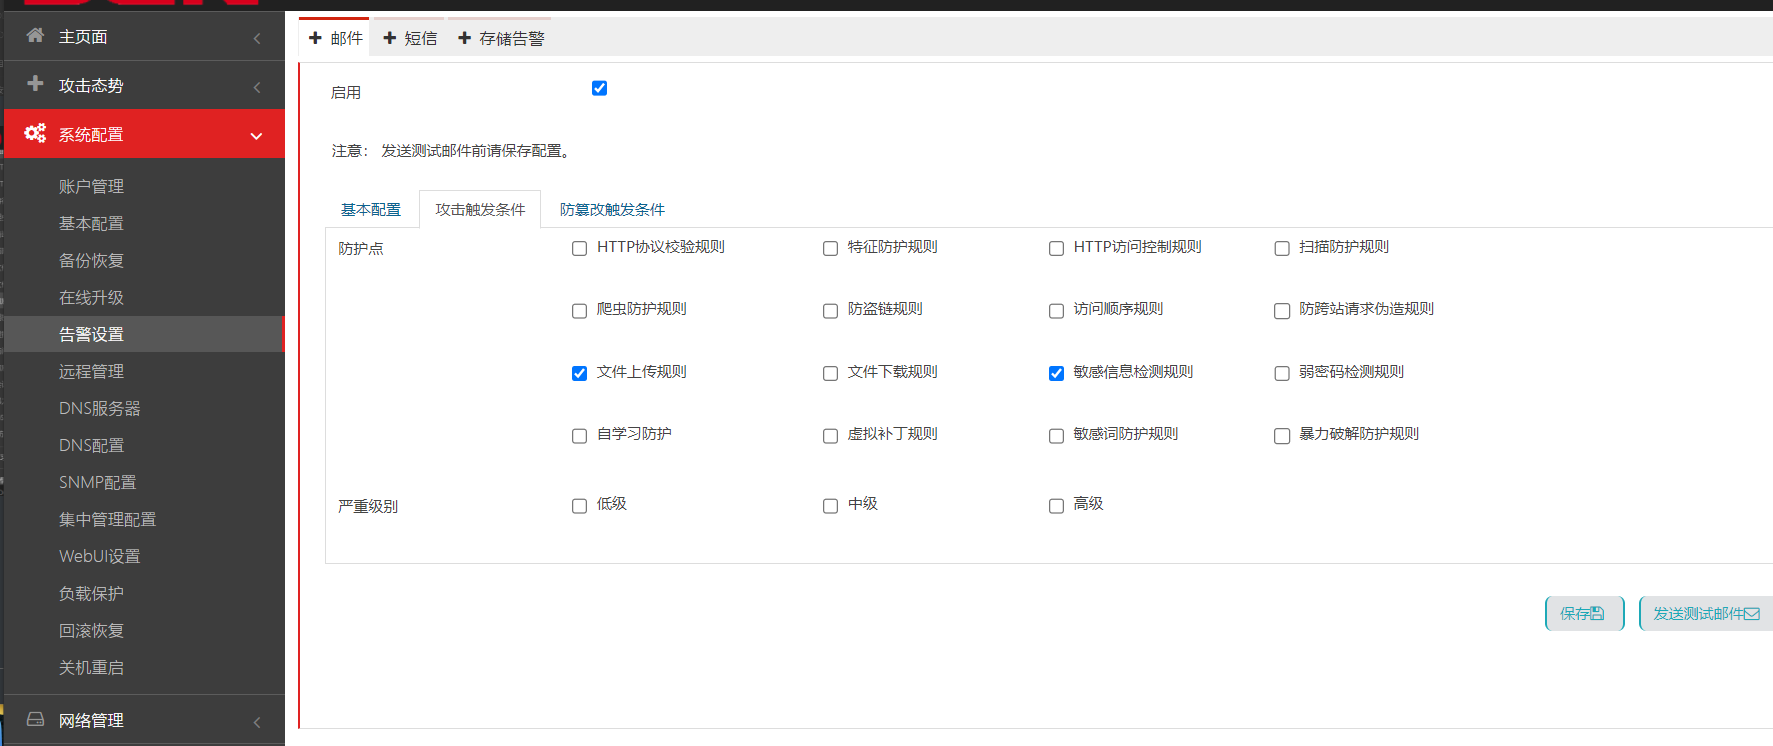 主页面
攻击态势
系统配置
账户管理
基本配置
备份恢复
在线升级
告警设置
远程管理
DNS服务器
DNS配置
SNMP配置
集中管理配置
WebUI设置
负载保护
回滚恢复
关机重启
网络管理
邮件 短信 存储告警
启用
注意： 发送测试邮件前请保存配置。
基本配置 攻击触发条件 防篡改触发条件
防护点 HTTP协议校验规则 特征防护规则 HTTP访问控制规则 扫描防护规则
爬虫防护规则 防盗链规则 访问顺序规则 防跨站请求伪造规则
文件上传规则 文件下载规则 敏感信息检测规则 弱密码检测规则
自学习防护 虚拟补丁规则 敏感词防护规则 暴力破解防护规则
严重级别 低级 中级 高级
保存 发送测试邮件